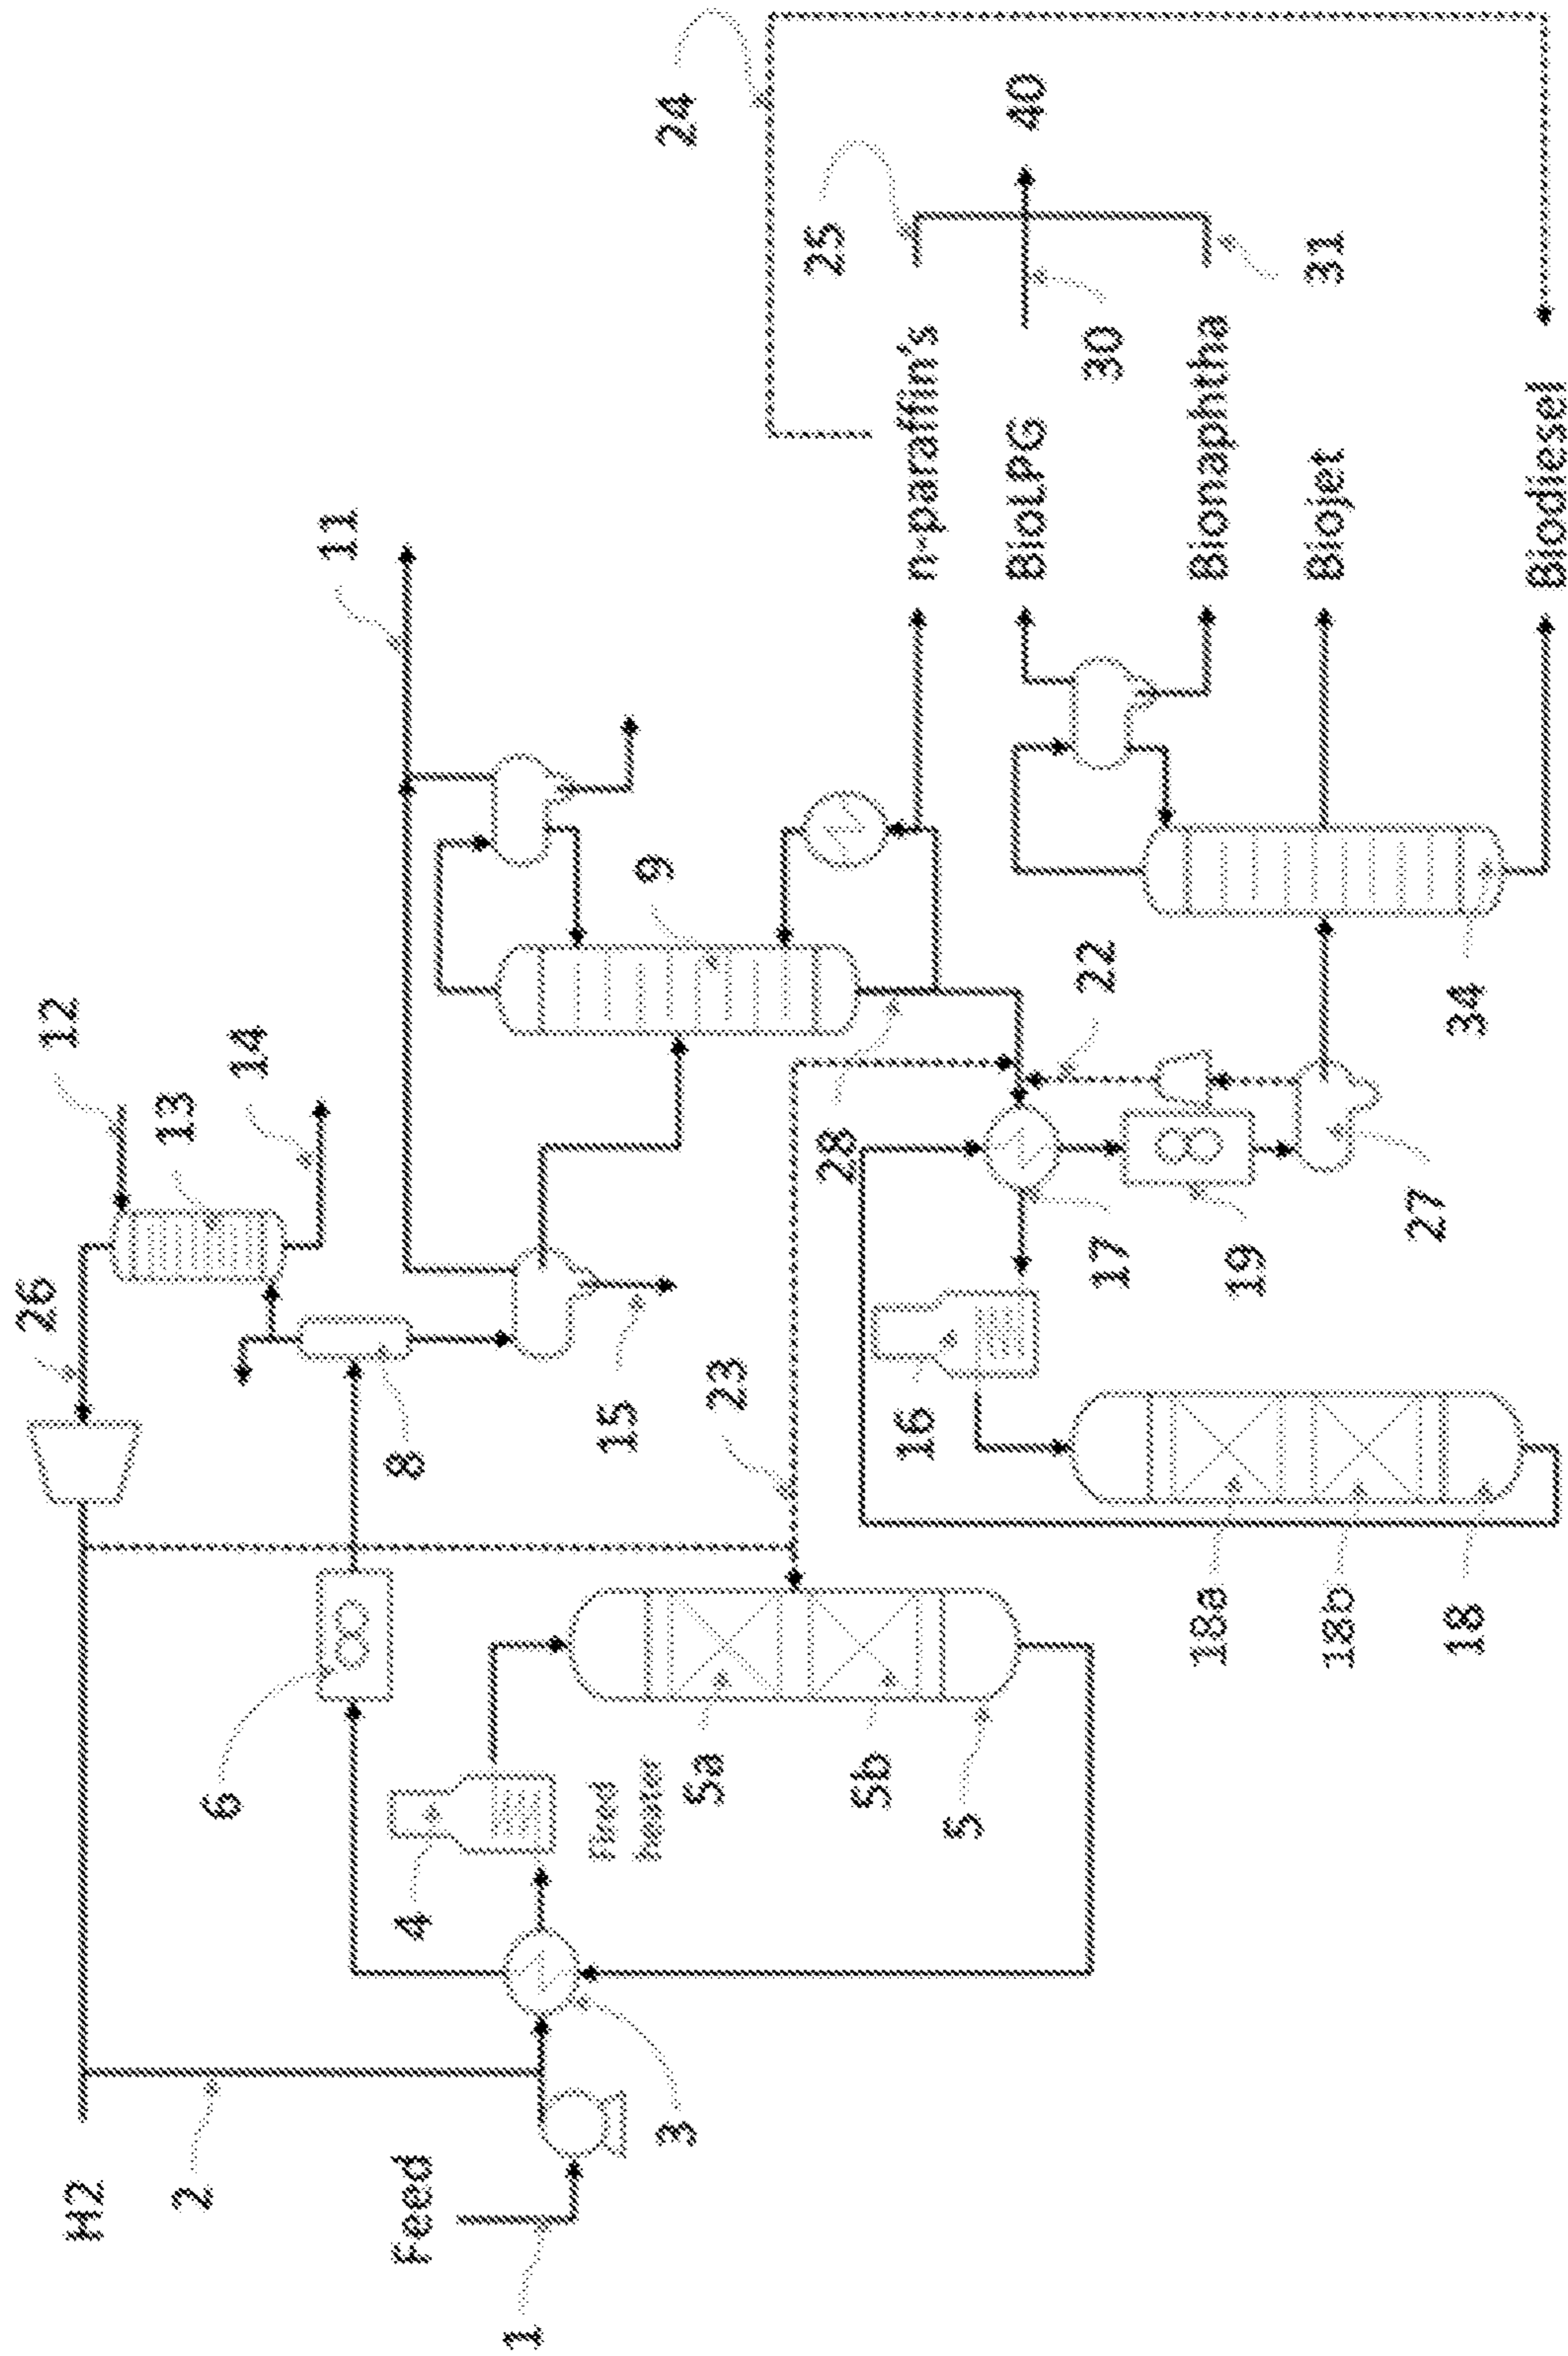 H2
2
Feed
1
3
4
Fired
heater
5a
5b
5
6
8
26
12
13
14
15
23
16
18a
18b
18
11
9
28
22
17
19
27
34
n-paraffin's
BioLPG
Bionaphtha
Biojet
Biodiesel
24
25
40
30
31